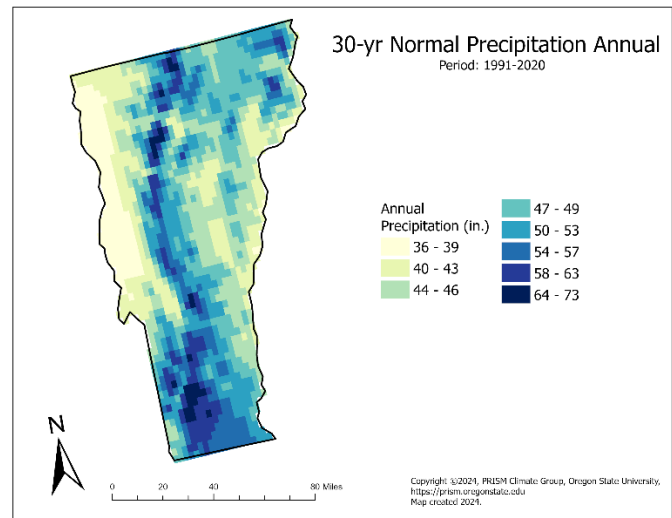 30-yr Normal Precipitation Annual
Period: 1991-2020
Annual
Precipitation (in.)
36 - 39
40 - 43
44 - 46
47 - 49
50 - 53
54 - 57
58 - 63
64 - 73
N
0 20 40 80 Miles
Copyright ©2024, PRISM Climate Group, Oregon State University,
https://prism.oregonstate.edu
Map created 2024.